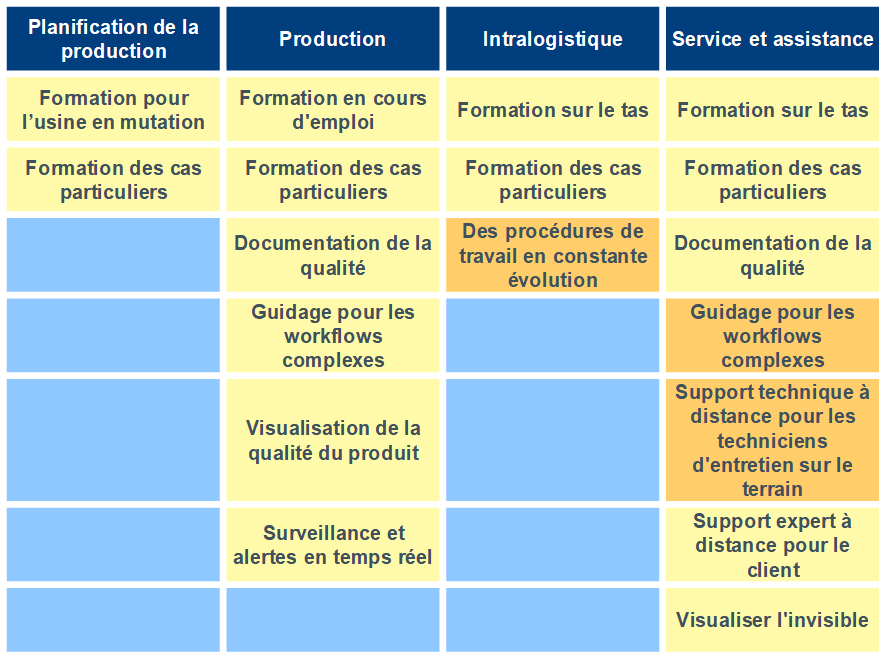 Planification de la
production
Production
Intralogistique
Service et assistance
Formation pour
l’usine en mutation
Formation en cours
d'emploi
Formation sur le tas
Formation sur le tas
Formation des cas
particuliers
Formation des cas
particuliers
Formation des cas
particuliers
Formation des cas
particuliers
Documentation de la
qualité
Des procédures de
travail en constante
évolution
Documentation de la
qualité
Guidage pour les
workflows
complexes
Guidage pour les
workflows
complexes
Visualisation de la
qualité du produit
Support technique à
distance pour les
techniciens
d'entretien sur le
terrain
Surveillance et
alertes en temps réel
Support expert à
distance pour le
client
Visualiser l'invisible